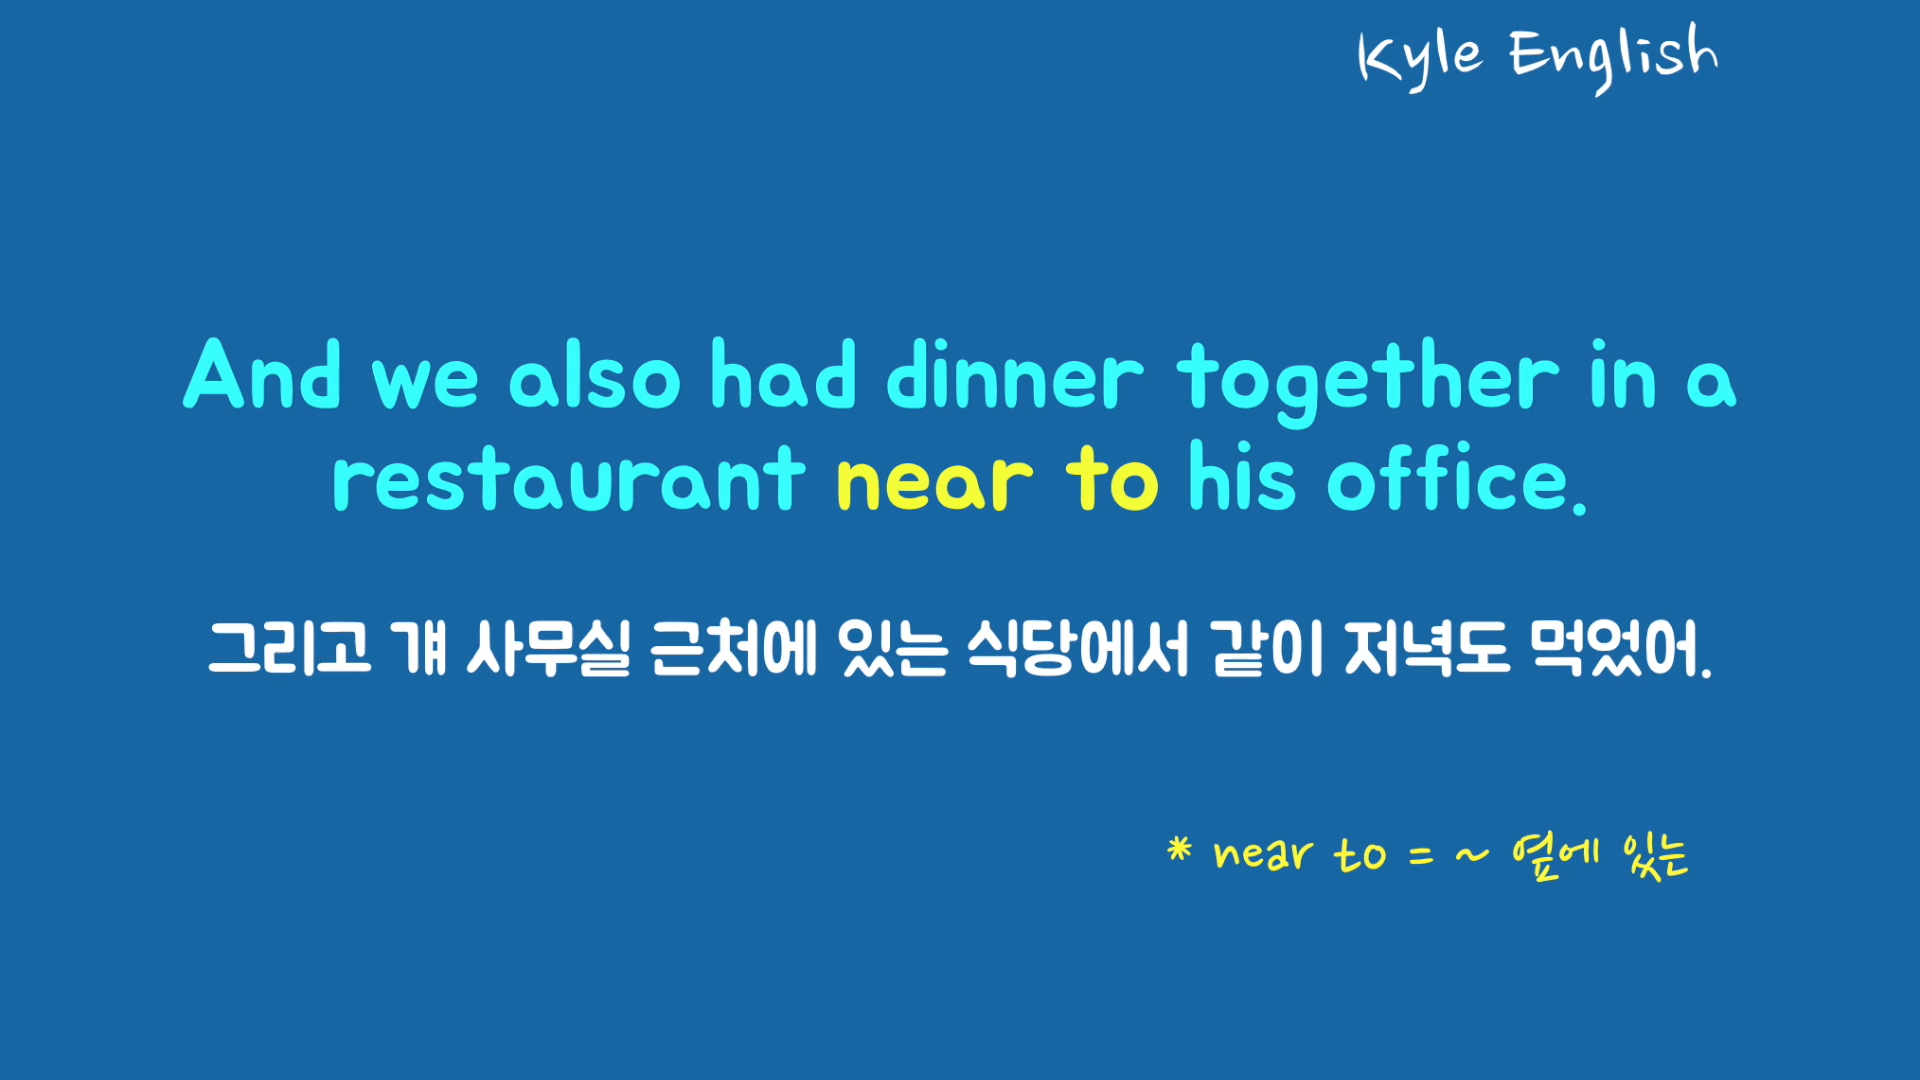 Kyle English
And we also had dinner together in a
restaurant near to his office.
그리고 걔 사무실 근처에 있는 식당에서 같이 저녁도 먹었어.
* near to = ~ 옆에 있는